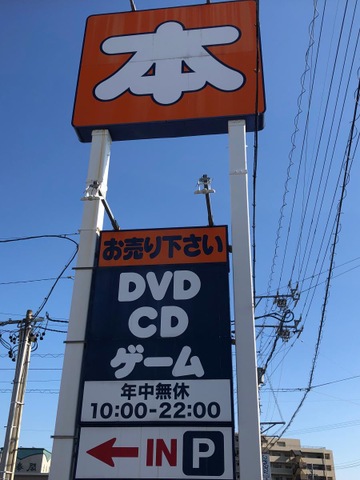 本
お売り下さい
DVD
CD
ゲーム
年中無休
10:00-22:00
← IN P